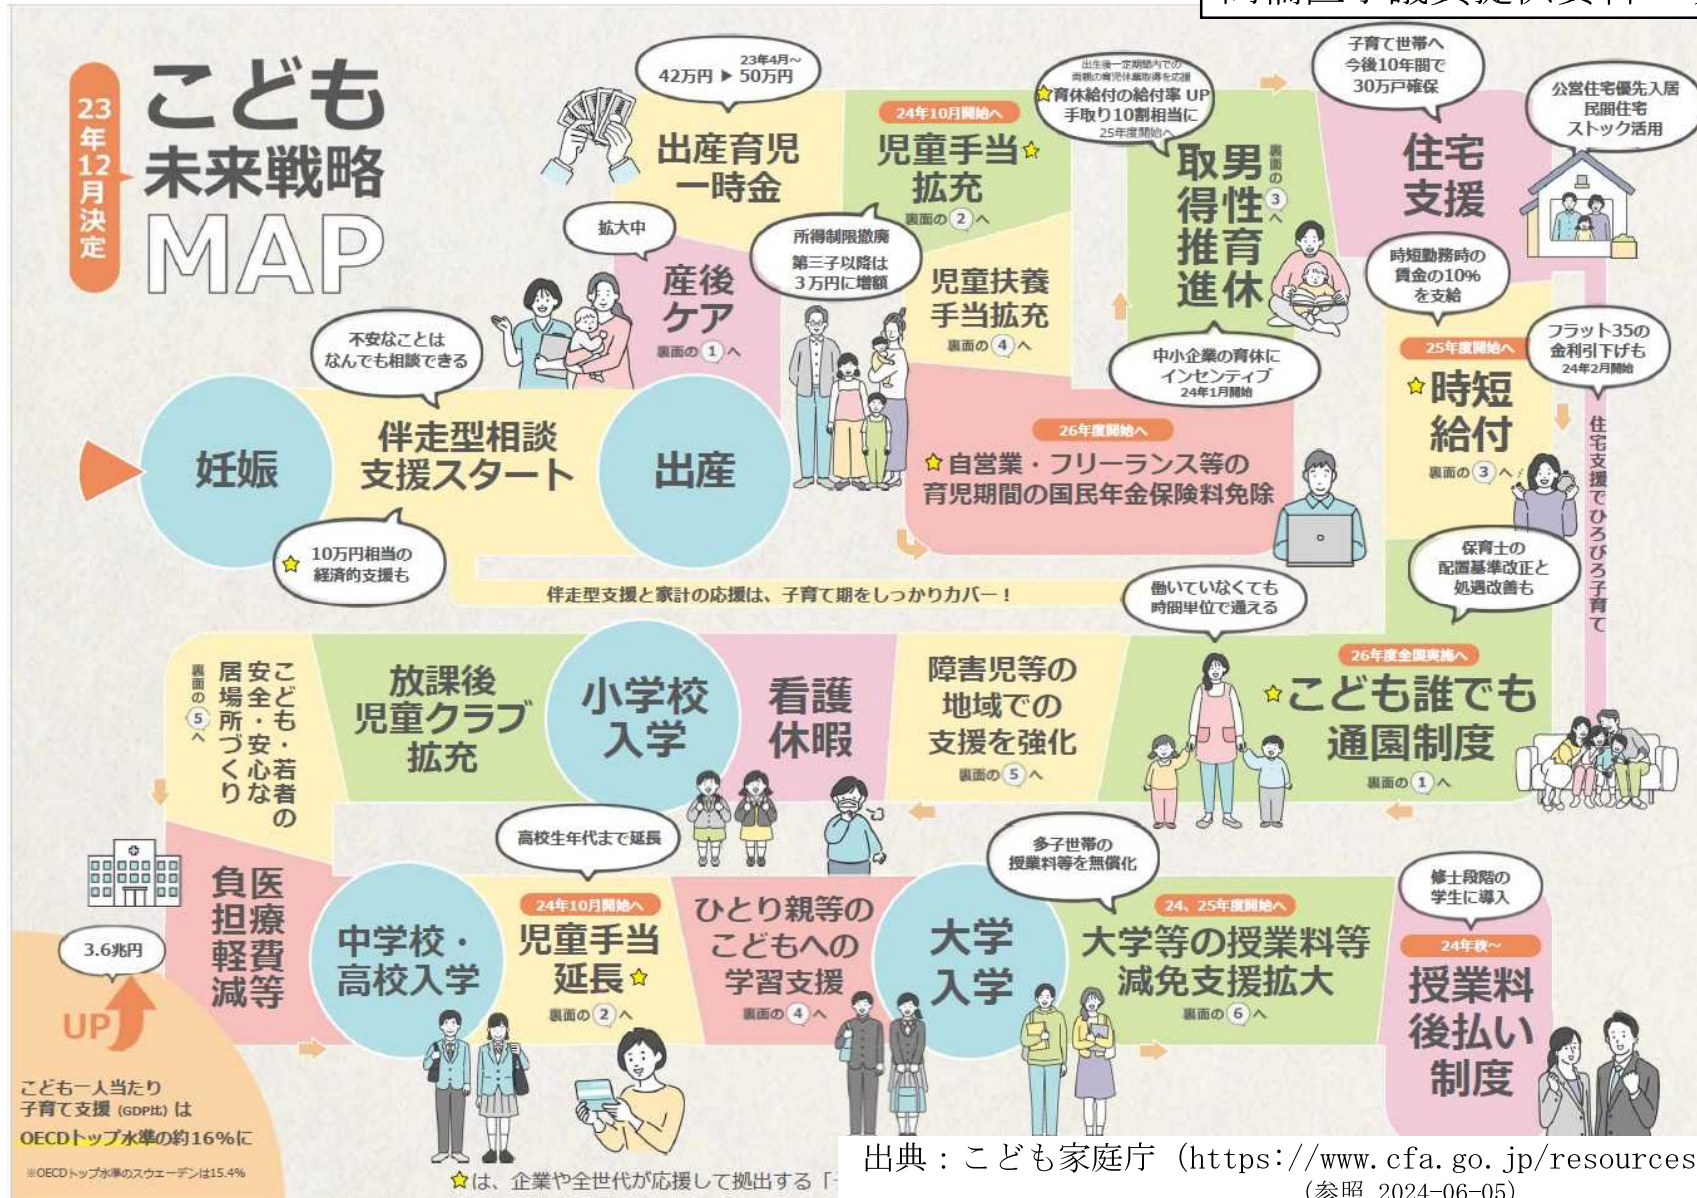 23年12月決定
こども
未来戦略
MAP
23年4月～
42万円 ▶ 50万円
出産育児
一時金
24年10月開始へ
児童手当☆
拡充
裏面の②へ
所得制限撤廃
第三子以降は
3万円に増額
拡大中
産後
ケア
裏面の①へ
児童扶養
手当拡充
裏面の④へ
出生後一定期間内での
両親の育児休業取得を応援
☆育休給付の給付率 UP
手取り10割相当に
25年度開始へ
男性育休
取得推進
裏面の③へ
中小企業の育休に
インセンティブ
24年1月開始
子育て世帯へ
今後10年間で
30万戸確保
住宅
支援
公営住宅優先入居
民間住宅
ストック活用
時短勤務時の
賃金の10%
を支給
25年度開始へ
☆時短
給付
裏面の③へ
フラット35の
金利引下げも
24年2月開始
住宅支援でひろびろ子育て
不安なことは
なんでも相談できる
妊娠
伴走型相談
支援スタート
出産
☆ 10万円相当の
経済的支援も
26年度開始へ
☆自営業・フリーランス等の
育児期間の国民年金保険料免除
伴走型支援と家計の応援は、子育て期をしっかりカバー！
働いていなくても
時間単位で通える
保育士の
配置基準改正と
処遇改善も
26年度全国実施へ
☆こども誰でも
通園制度
裏面の①へ
障害児等の
地域での
支援を強化
裏面の⑤へ
看護
休暇
小学校
入学
放課後
児童クラブ
拡充
こども・若者の
安全・安心な
居場所づくり
裏面の⑤へ
医療費等
負担軽減
中学校・
高校入学
高校生年代まで延長
24年10月開始へ
児童手当
延長☆
裏面の②へ
ひとり親等の
こどもへの
学習支援
裏面の④へ
大学
入学
多子世帯の
授業料等を無償化
24、25年度開始へ
大学等の授業料等
減免支援拡大
裏面の⑥へ
修士段階の
学生に導入
24年秋～
授業料
後払い
制度
3.6兆円
UP
こども一人当たり
子育て支援 (GDP比) は
OECDトップ水準の約16%に
※OECDトップ水準のスウェーデンは15.4%
☆は、企業や全世代が応援して拠出する「
出典：こども家庭庁（https://www.cfa.go.jp/resources
(参照 2024-06-05)